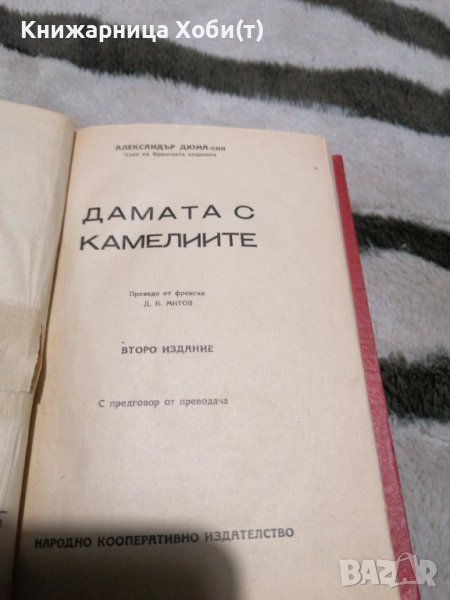 Книжарница Хоби(т)
АЛЕКСАНДЪР ДЮМА-син
Член на Френската академия
ДАМАТА С
КАМЕЛИИТЕ
Преведе от френски
Д. Б. МИТОВ
ВТОРО ИЗДАНИЕ
С предговор от преводача
НАРОДНО КООПЕРАТИВНО ИЗДАТЕЛСТВО
BAZAR